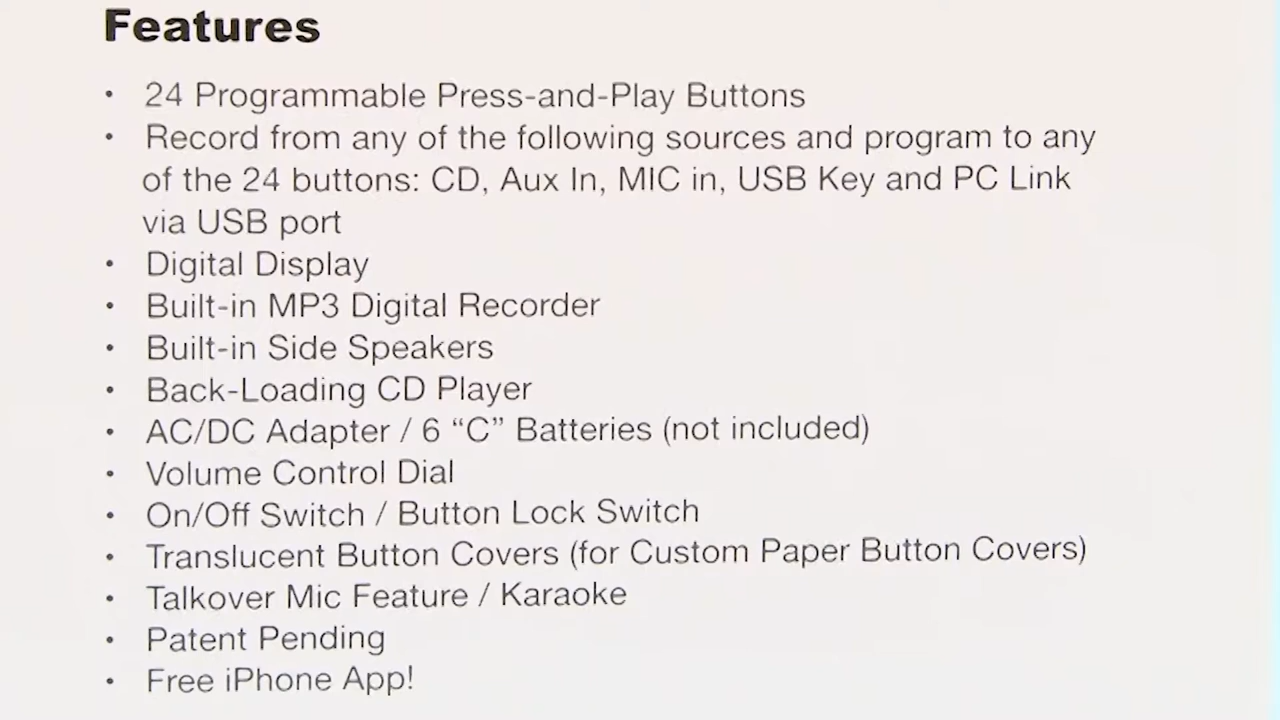 Features
• 24 Programmable Press-and-Play Buttons
• Record from any of the following sources and program to any
of the 24 buttons: CD, Aux In, MIC in, USB Key and PC Link
via USB port
• Digital Display
• Built-in MP3 Digital Recorder
• Built-in Side Speakers
• Back-Loading CD Player
• AC/DC Adapter / 6 “C” Batteries (not included)
• Volume Control Dial
• On/Off Switch / Button Lock Switch
• Translucent Button Covers (for Custom Paper Button Covers)
• Talkover Mic Feature / Karaoke
• Patent Pending
• Free iPhone App!